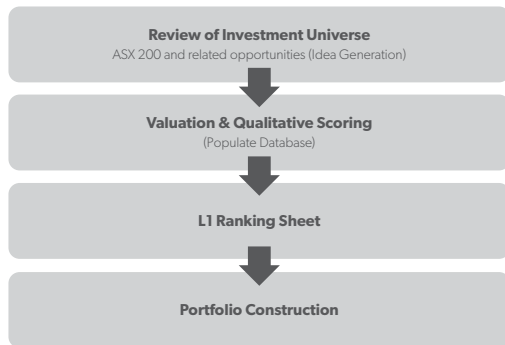 Review of Investment Universe
ASX 200 and related opportunities (Idea Generation)
Valuation & Qualitative Scoring
(Populate Database)
L1 Ranking Sheet
Portfolio Construction